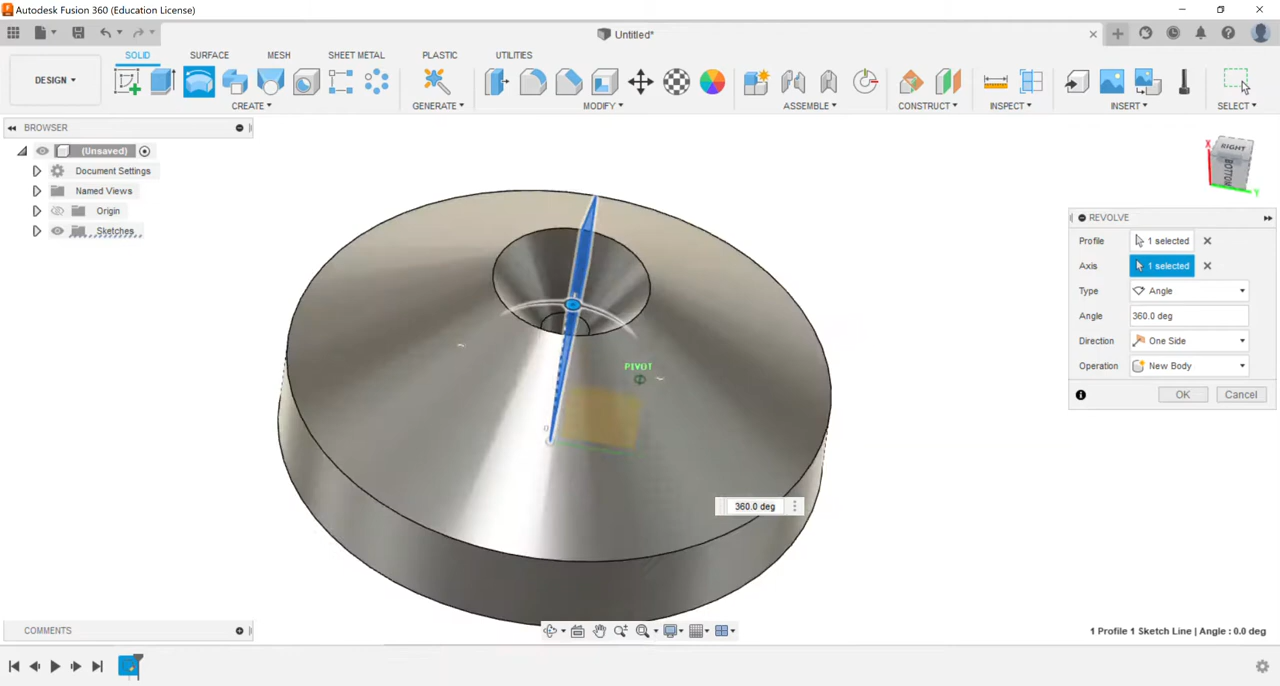 Autodesk Fusion 360 (Education License)
Untitled*
DESIGN
SOLID SURFACE MESH SHEET METAL PLASTIC UTILITIES
CREATE GENERATE MODIFY ASSEMBLE CONSTRUCT INSPECT INSERT SELECT
BROWSER
(Unsaved)
Document Settings
Named Views
Origin
Sketches
X
RIGHT
BOTTOM
Y
REVOLVE
Profile 1 selected
Axis 1 selected
Type Angle
Angle 360.0 deg
Direction One Side
Operation New Body
OK Cancel
PIVOT
0
360.0 deg
COMMENTS
1 Profile 1 Sketch Line | Angle : 0.0 deg